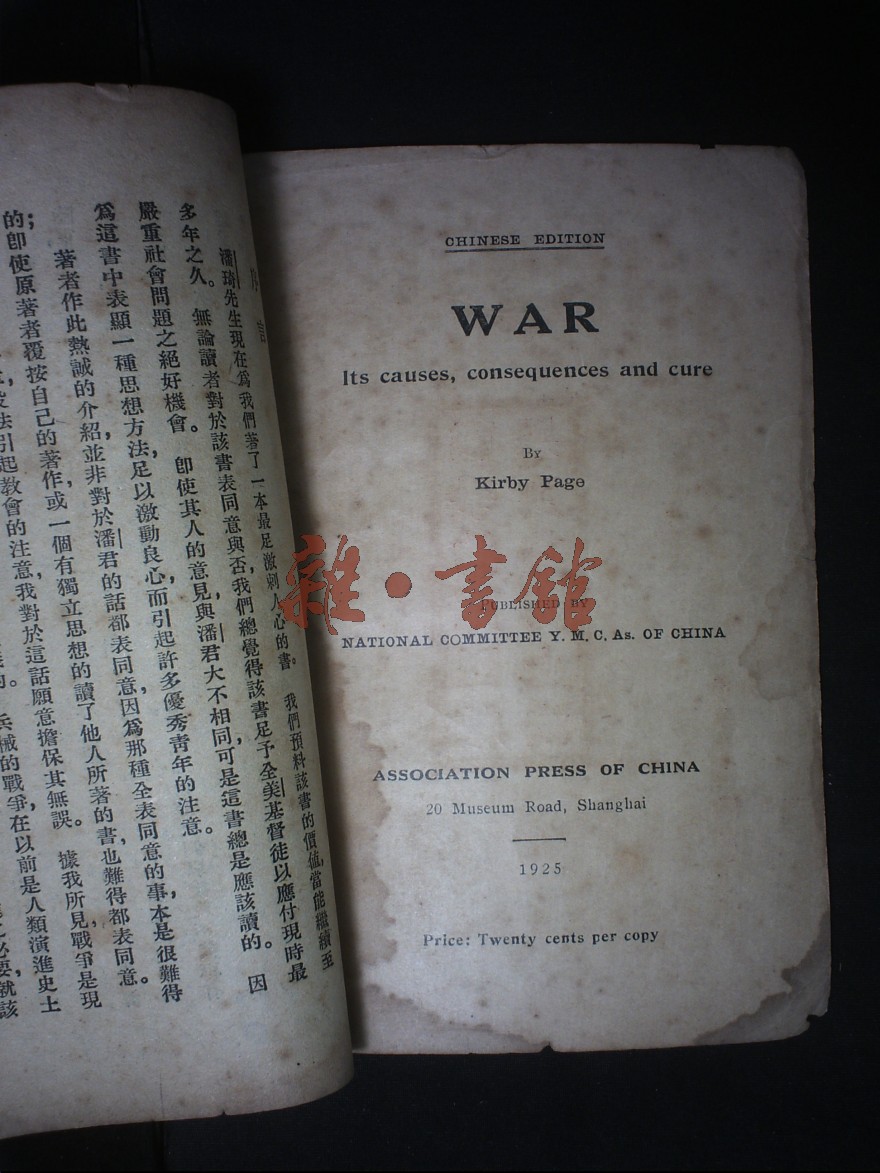 CHINESE EDITION
WAR
Its causes, consequences and cure
BY
Kirby Page
PUBLISHED BY
NATIONAL COMMITTEE Y. M. C. As. OF CHINA
ASSOCIATION PRESS OF CHINA
20 Museum Road, Shanghai
1925
Price: Twenty cents per copy
雜·書館
序言
潘琦先生現在爲我們著了一本最足激刺人心的書。我們預料該書的價值,當能繼續至
多年之久。無論讀者對於該書表同意與否,我們總覺得該書足予全美基督徒以應付現時最
嚴重社會問題之絕好機會。卽使其人的意見與潘君大不相同,可是這書總是應該讀的。因
爲這書中表顯一種思想方法,足以激動良心,而引起許多優秀靑年的注意。
著者作此熱誠的介紹,並非對於潘君的話都表同意,因爲那種全表同意的事本是很難得
的;卽使原著者覆按自己的著作,或一個有獨立思想的讀了他人所著的書,也難得都表同意。
法引起敎會的注意,我對於這話願意擔保其無誤。據我所見,戰爭是現
兵械的戰爭,在以前是人類演進史上
必要,就該